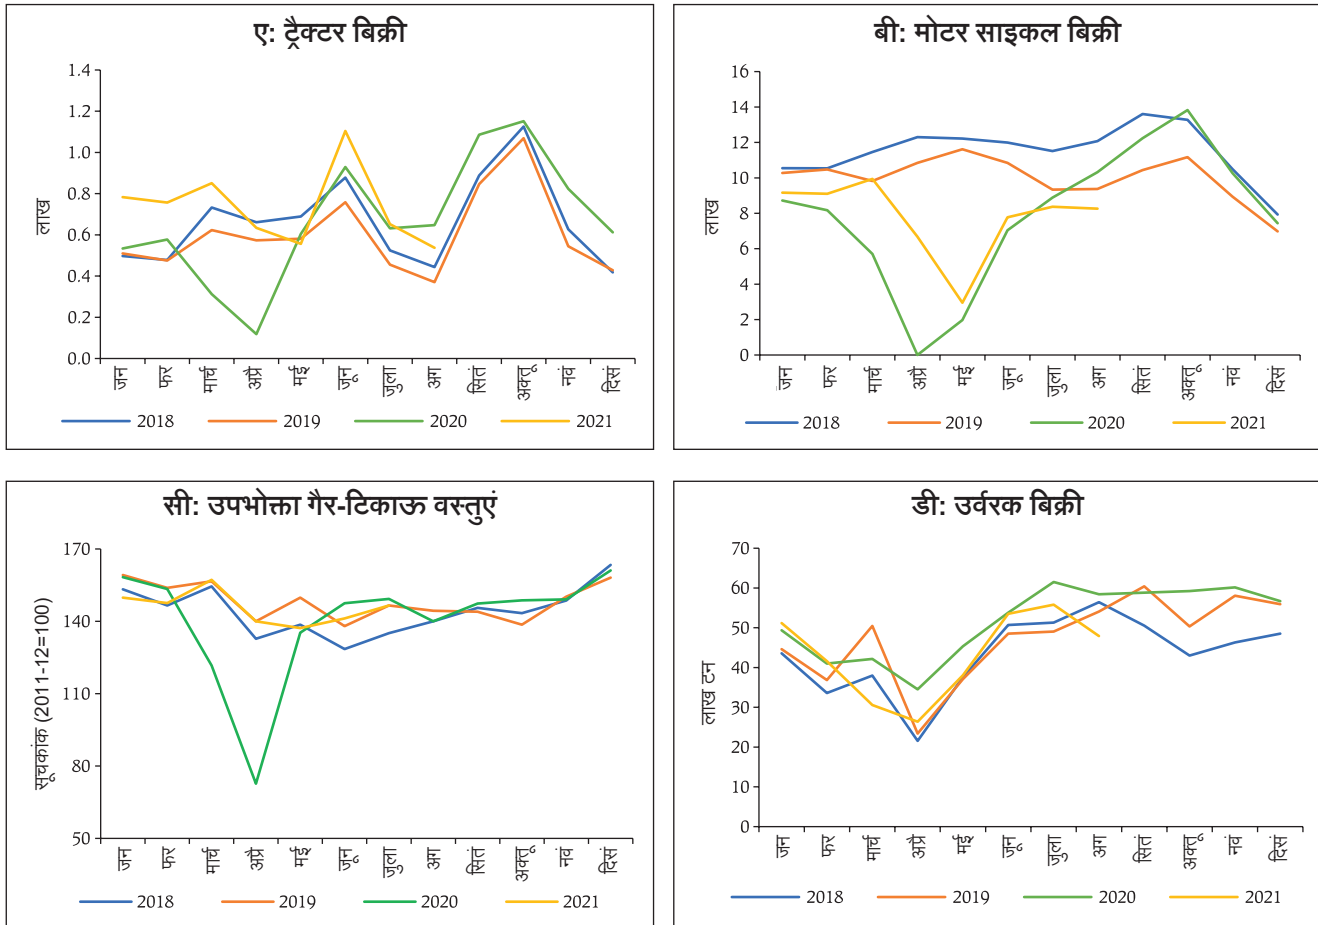 ए: ट्रैक्टर बिक्री
लाख
1.4
1.2
1.0
0.8
0.6
0.4
0.2
0.0
जन फर मार्च अप्रै मई जून जुला अग सितं अक्तू नवं दिसं
2018 2019 2020 2021
बी: मोटर साइकल बिक्री
लाख
16
14
12
10
8
6
4
2
0
जन फर मार्च अप्रै मई जून जुला अग सितं अक्तू नवं दिसं
2018 2019 2020 2021
सी: उपभोक्ता गैर-टिकाऊ वस्तुएं
सूचकांक (2011-12=100)
170
140
110
80
50
जन फर मार्च अप्रै मई जून जुला अग सितं अक्तू नवं दिसं
2018 2019 2020 2021
डी: उर्वरक बिक्री
लाख टन
70
60
50
40
30
20
10
0
जन फर मार्च अप्रै मई जून जुला अग सितं अक्तू नवं दिसं
2018 2019 2020 2021